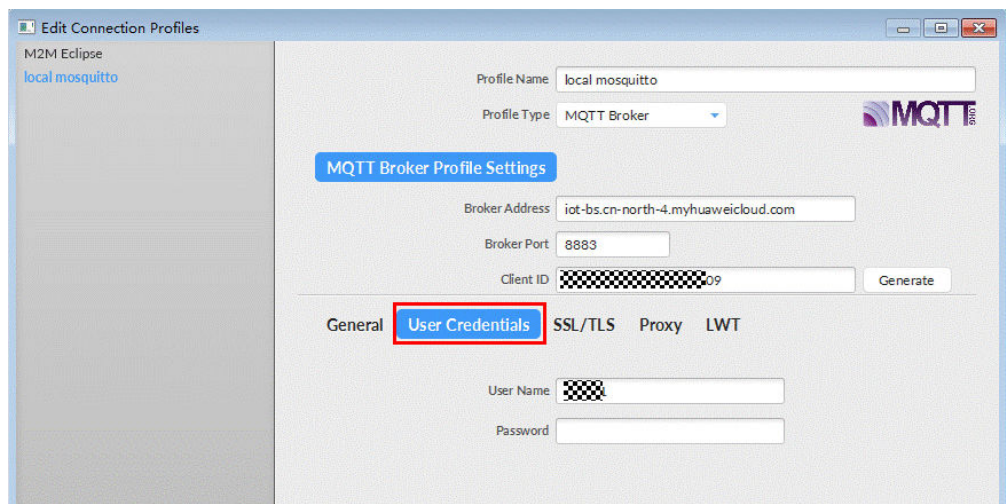 Edit Connection Profiles
M2M Eclipse
local mosquitto
Profile Name local mosquitto
Profile Type MQTT Broker
MQTT.ORG
MQTT Broker Profile Settings
Broker Address iot-bs.cn-north-4.myhuaweicloud.com
Broker Port 8883
Client ID 09 Generate
General User Credentials SSL/TLS Proxy LWT
User Name
Password